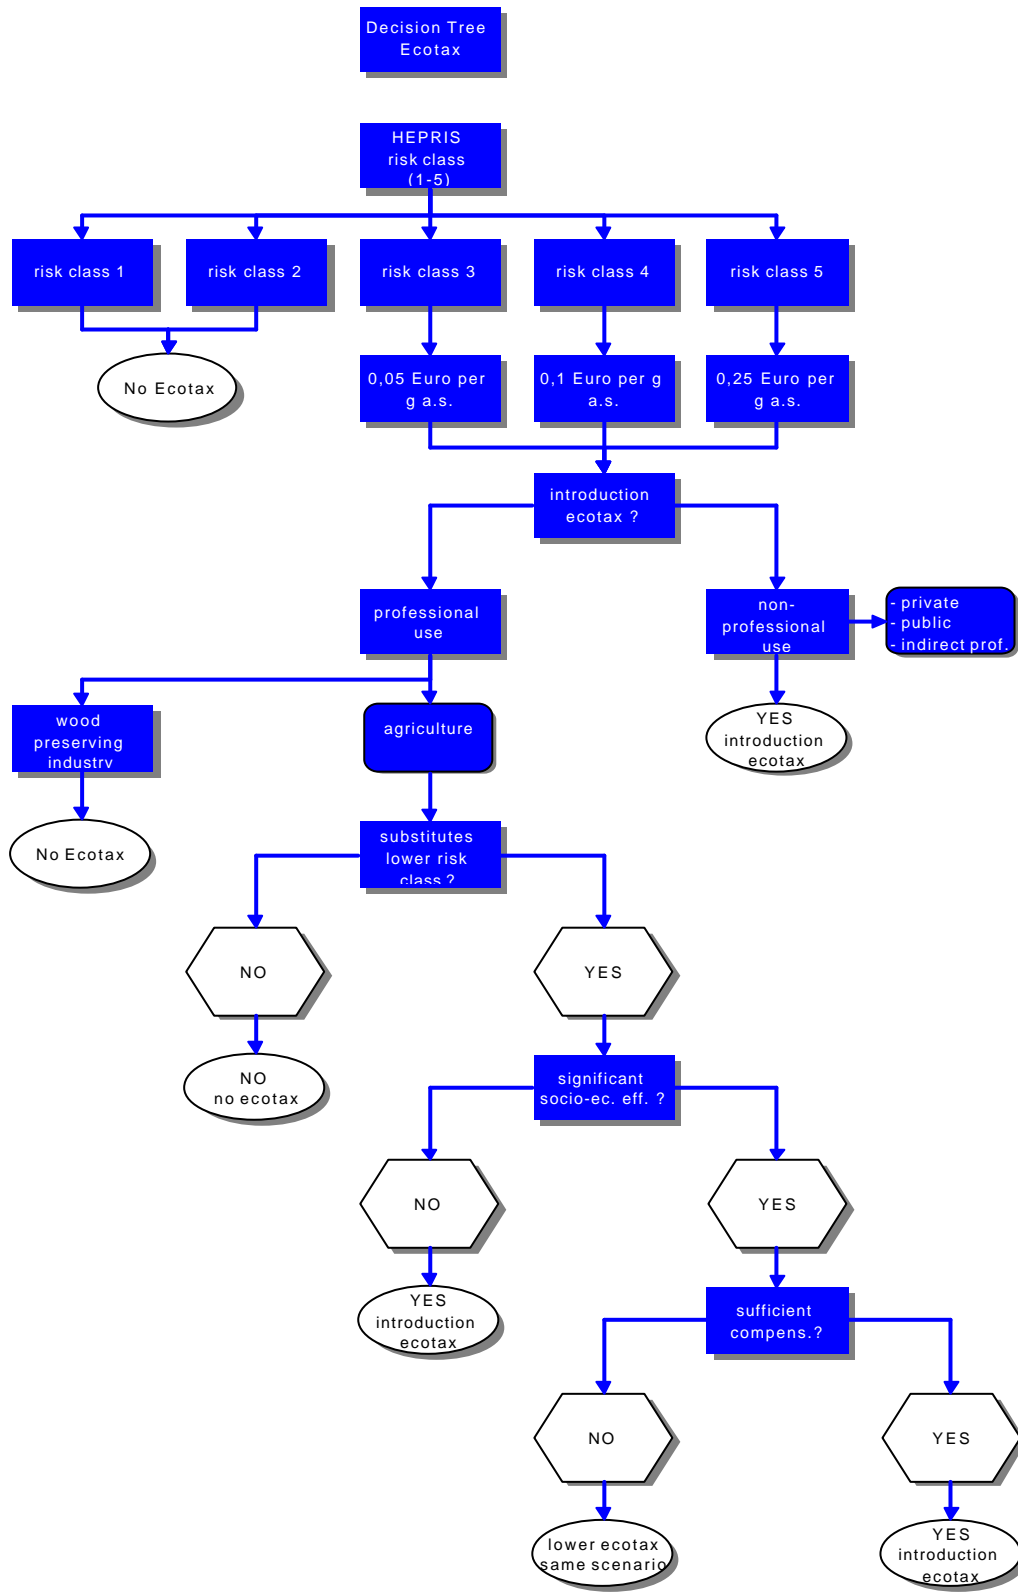 Decision Tree
Ecotax
HEPRIS
risk class
(1-5)
risk class 1
risk class 2
risk class 3
risk class 4
risk class 5
No Ecotax
0,05 Euro per
g a.s.
0,1 Euro per g
a.s.
0,25 Euro per
g a.s.
introduction
ecotax ?
professional
use
non-
professional
use
- private
- public
- indirect prof.
wood
preserving
industry
agriculture
YES
introduction
ecotax
No Ecotax
substitutes
lower risk
class ?
NO
YES
NO
no ecotax
significant
socio-ec. eff. ?
NO
YES
YES
introduction
ecotax
sufficient
compens.?
NO
YES
lower ecotax
same scenario
YES
introduction
ecotax